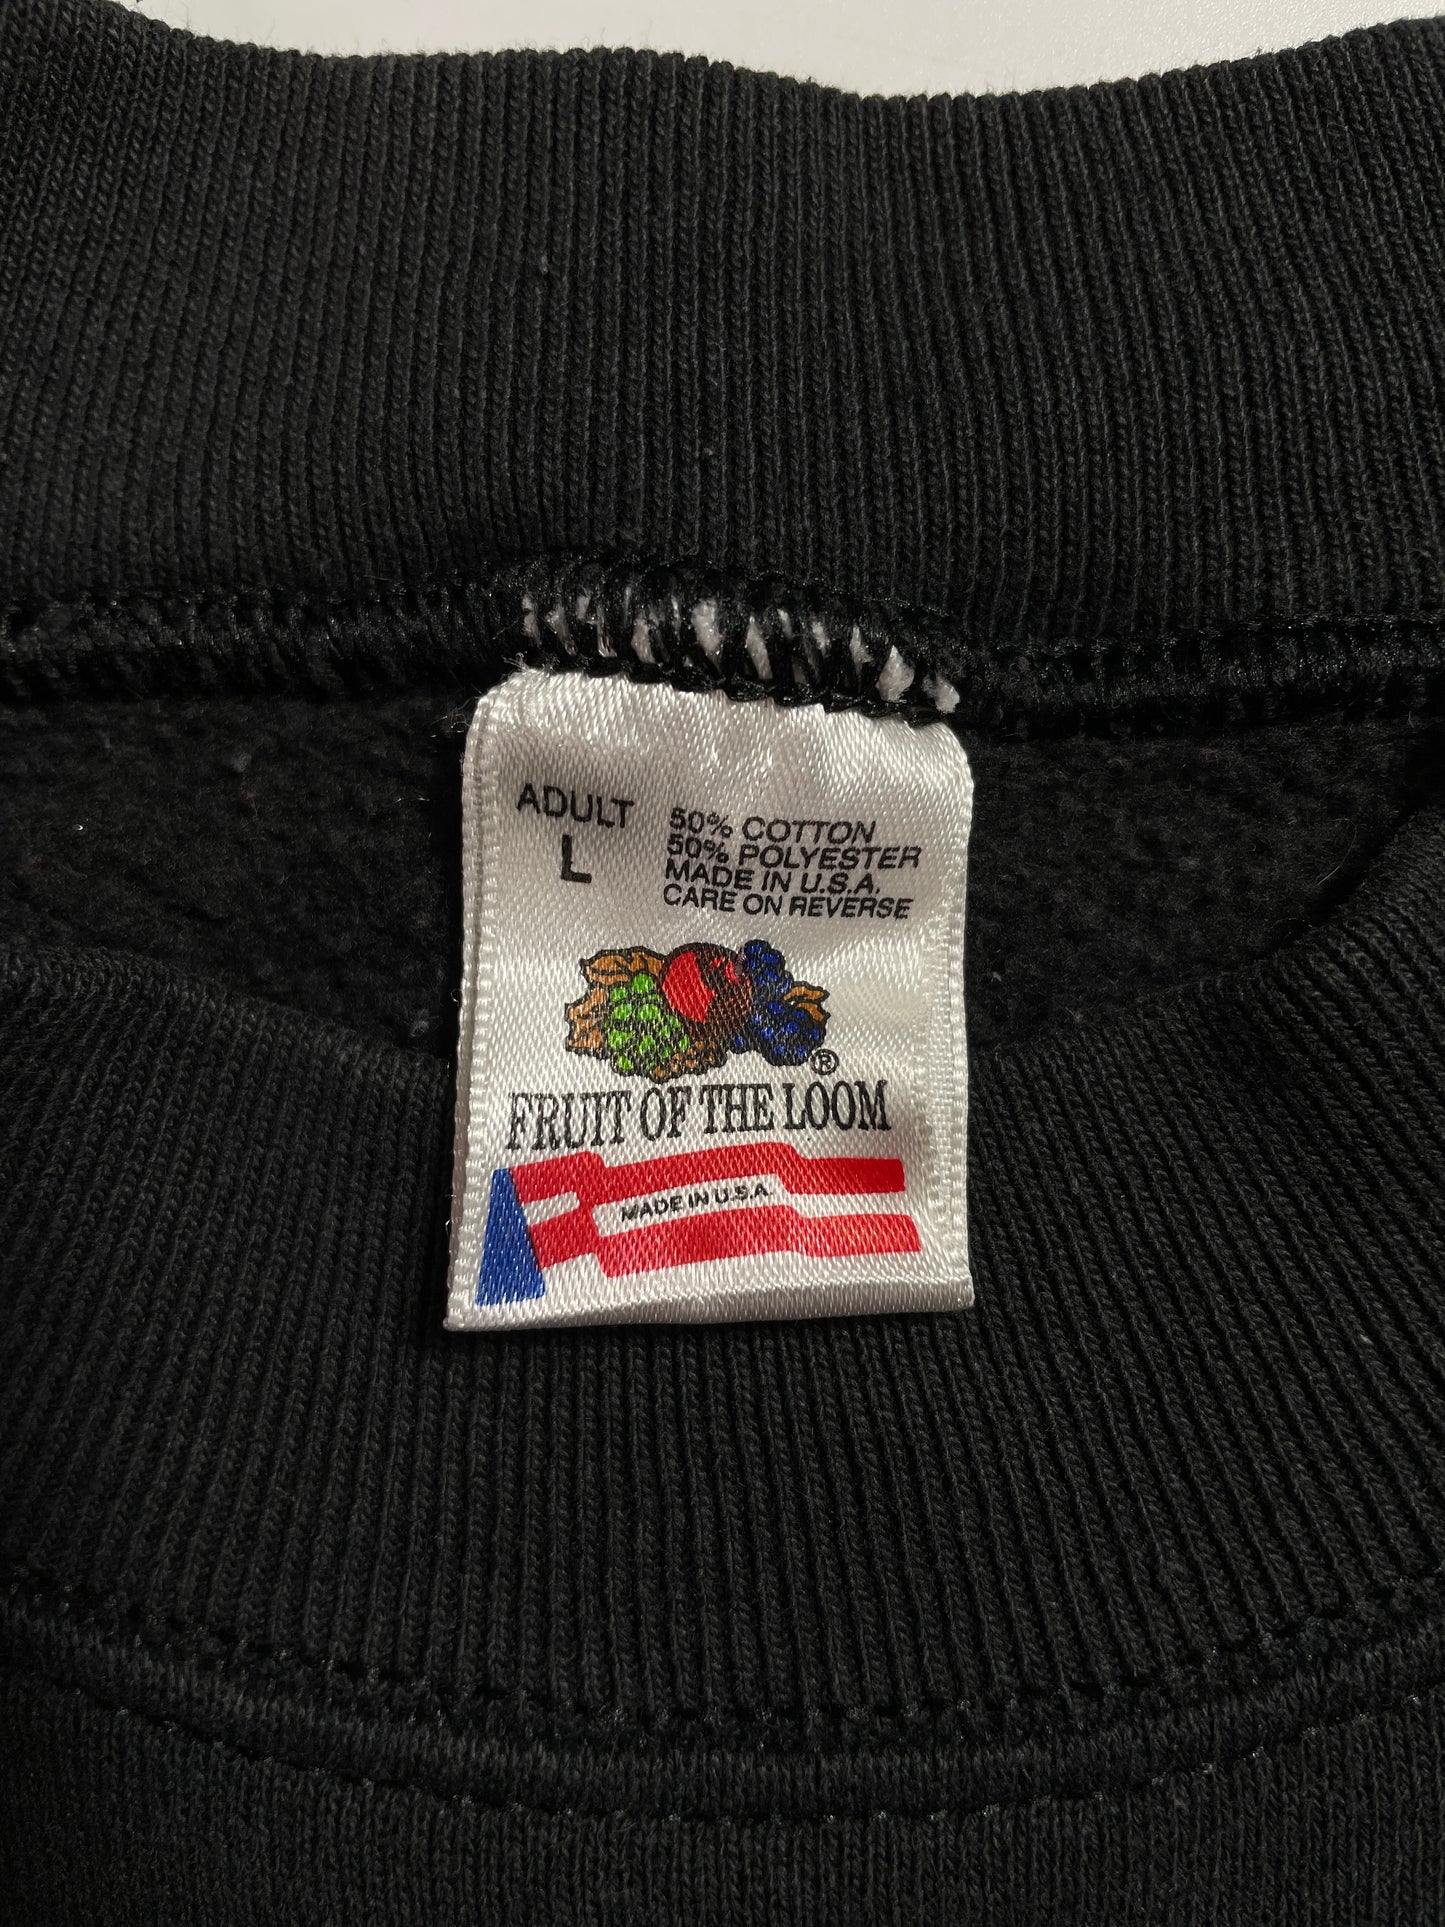 ADULT
L
50% COTTON
50% POLYESTER
MADE IN U.S.A.
CARE ON REVERSE
®
FRUIT OF THE LOOM
MADE IN U.S.A.